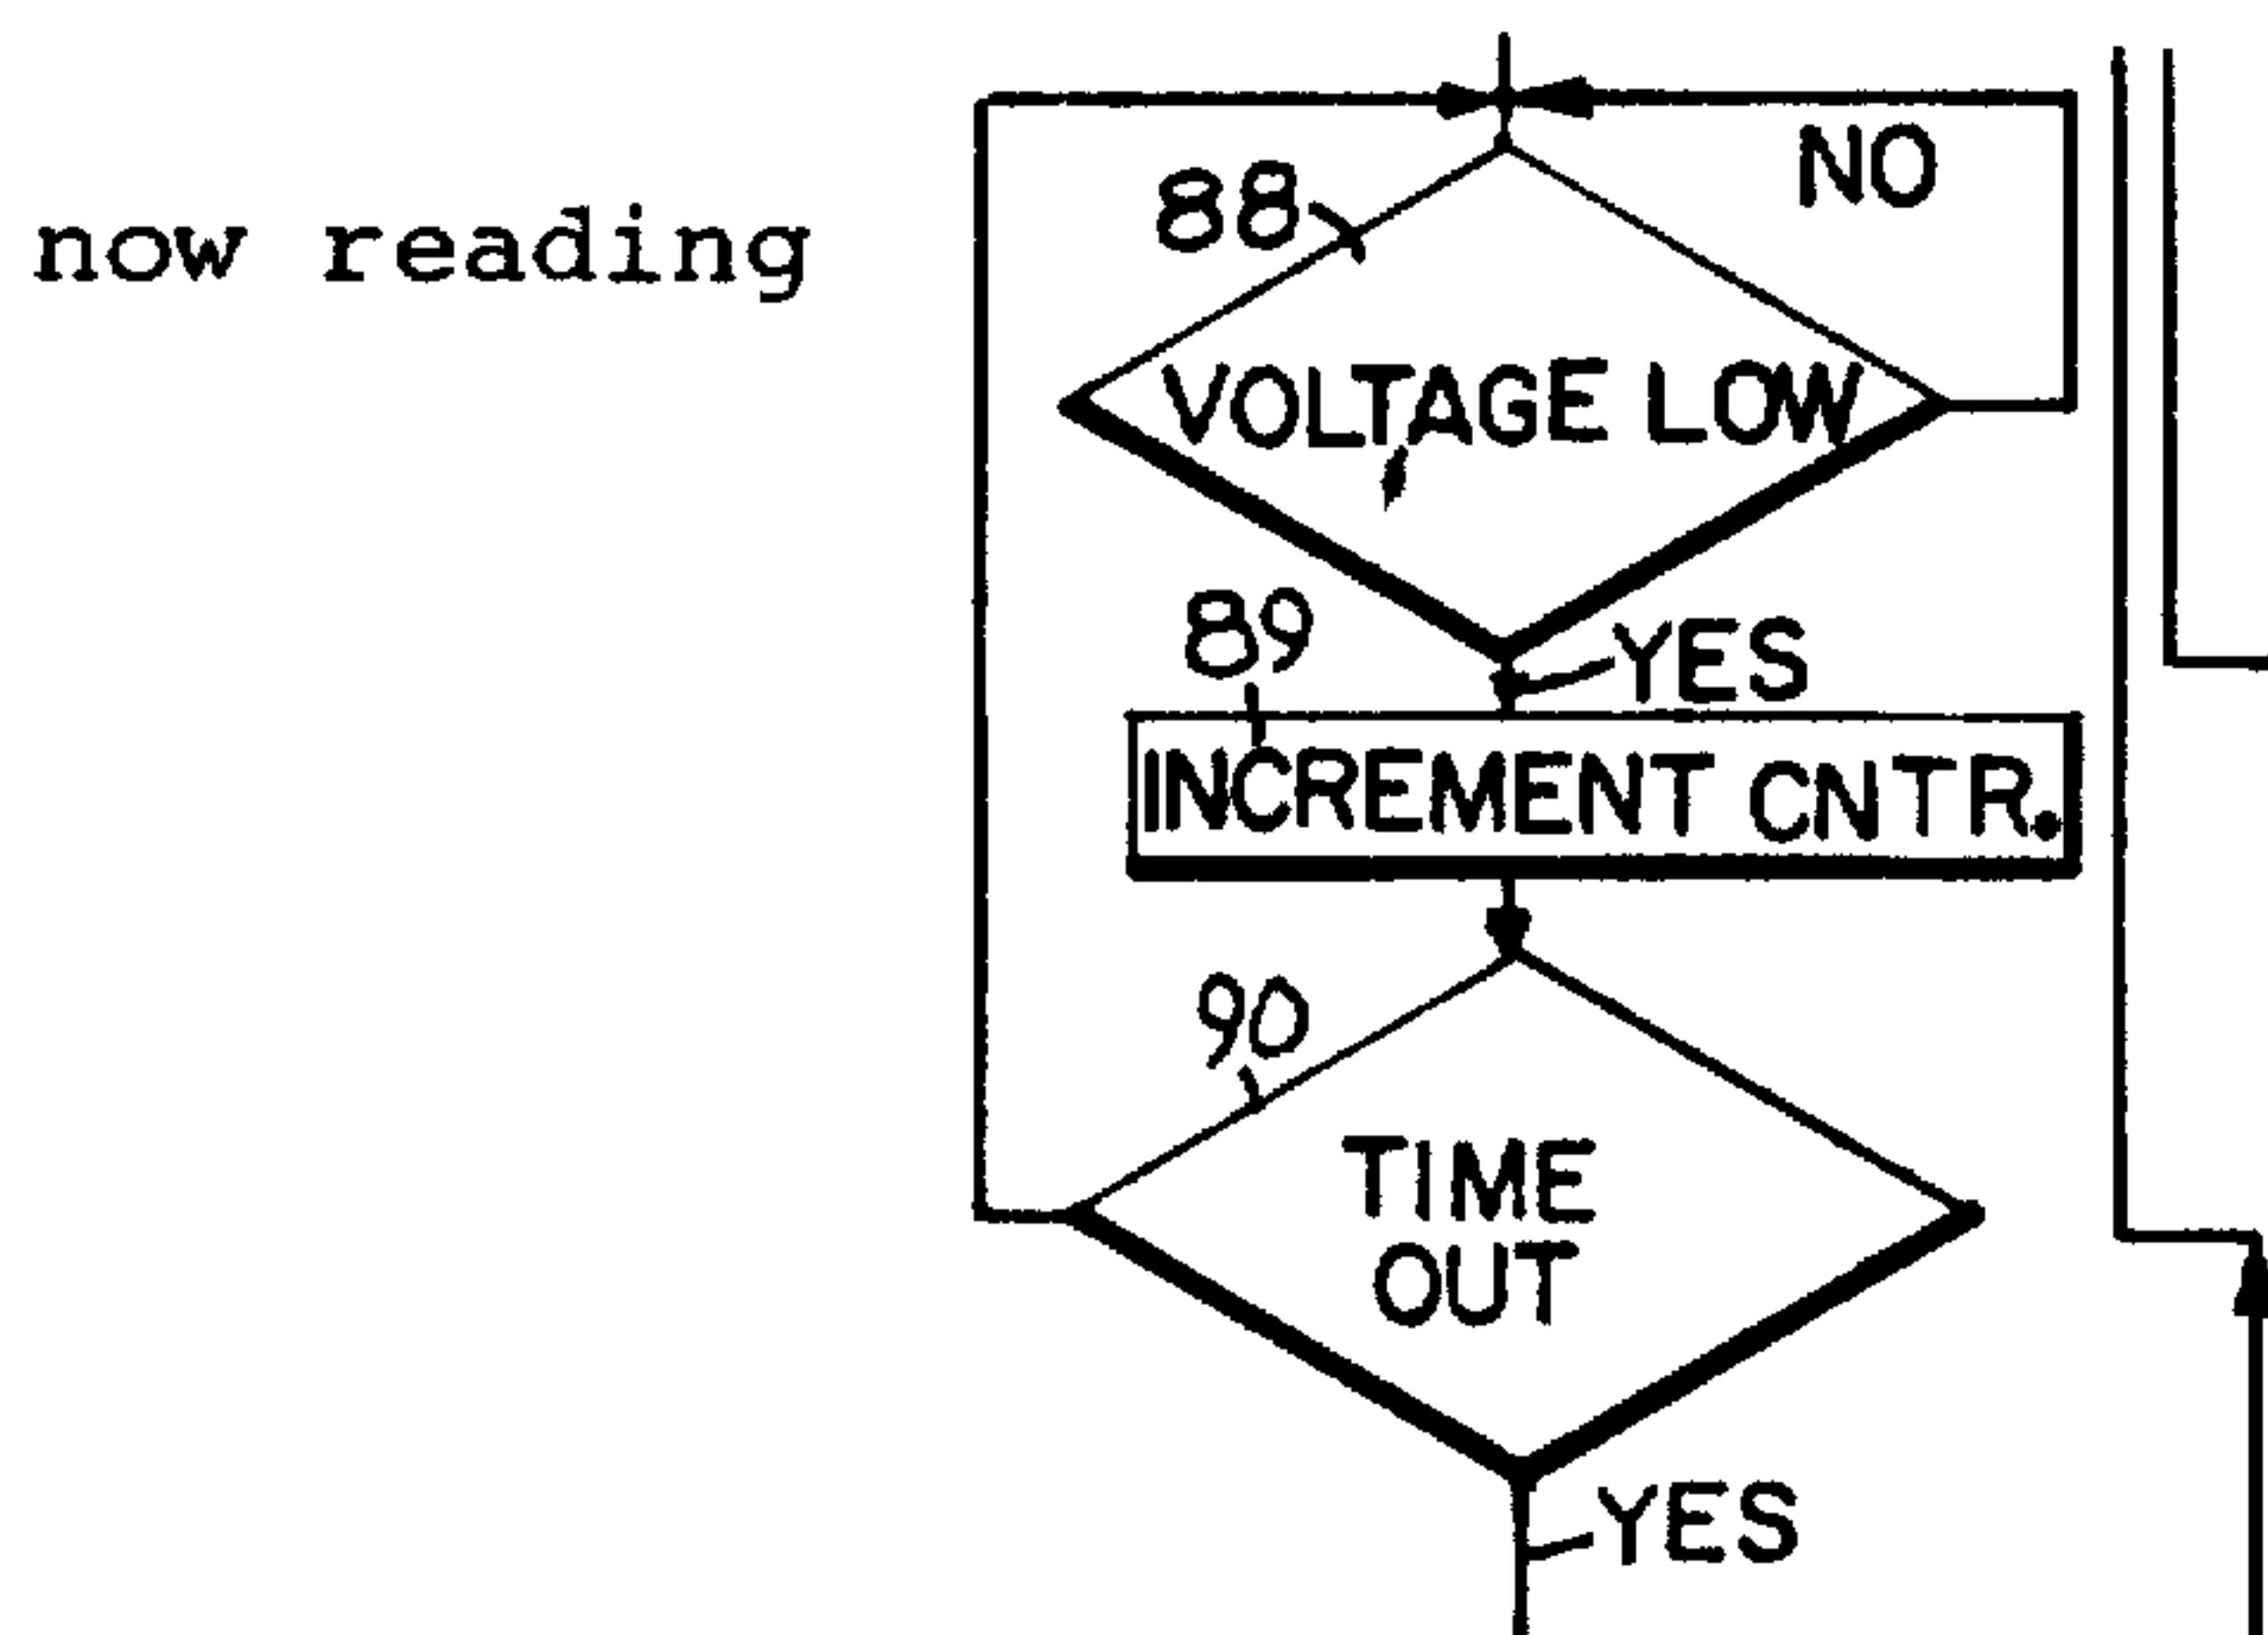 NO
88
now reading
VOLTAGE LOW
89
YES
INCREMENT CNTR.
90
TIME
OUT
YES